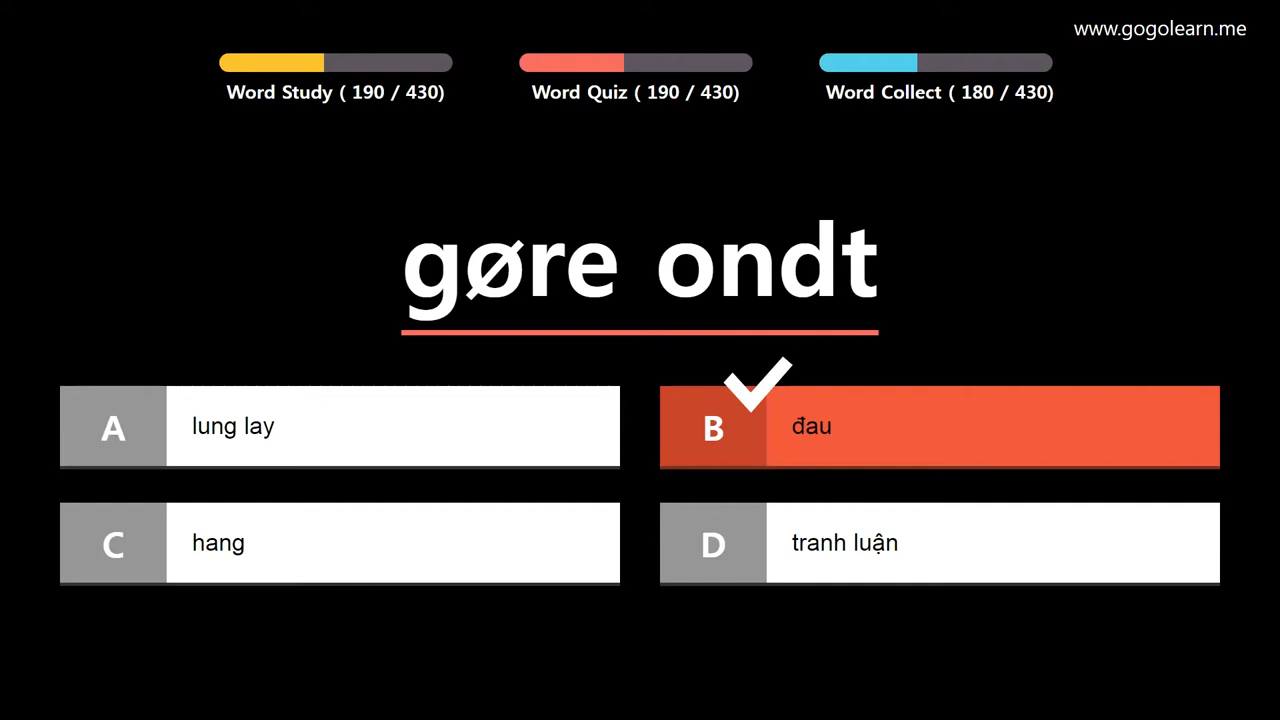 www.gogolearn.me
Word Study ( 190 / 430)
Word Quiz ( 190 / 430)
Word Collect ( 180 / 430)
gøre ondt
A lung lay
B đau
C hang
D tranh luận